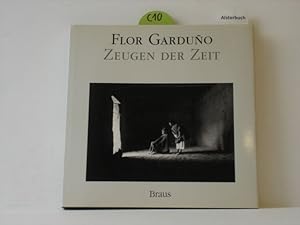 C10
Alsterbuch
FLOR GARDUÑO
ZEUGEN DER ZEIT
Braus